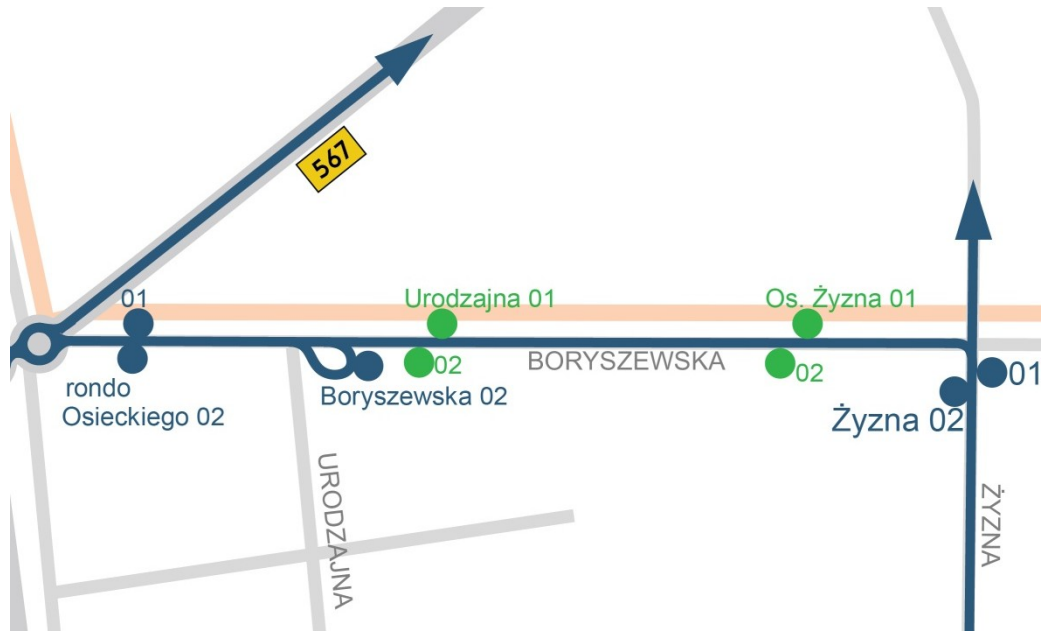 567
01
Urodzajna 01
Os. Żyzna 01
02
BORYSZEWSKA
02
01
rondo
Osieckiego 02
Boryszewska 02
Żyzna 02
URODZAJNA
ŻYZNA